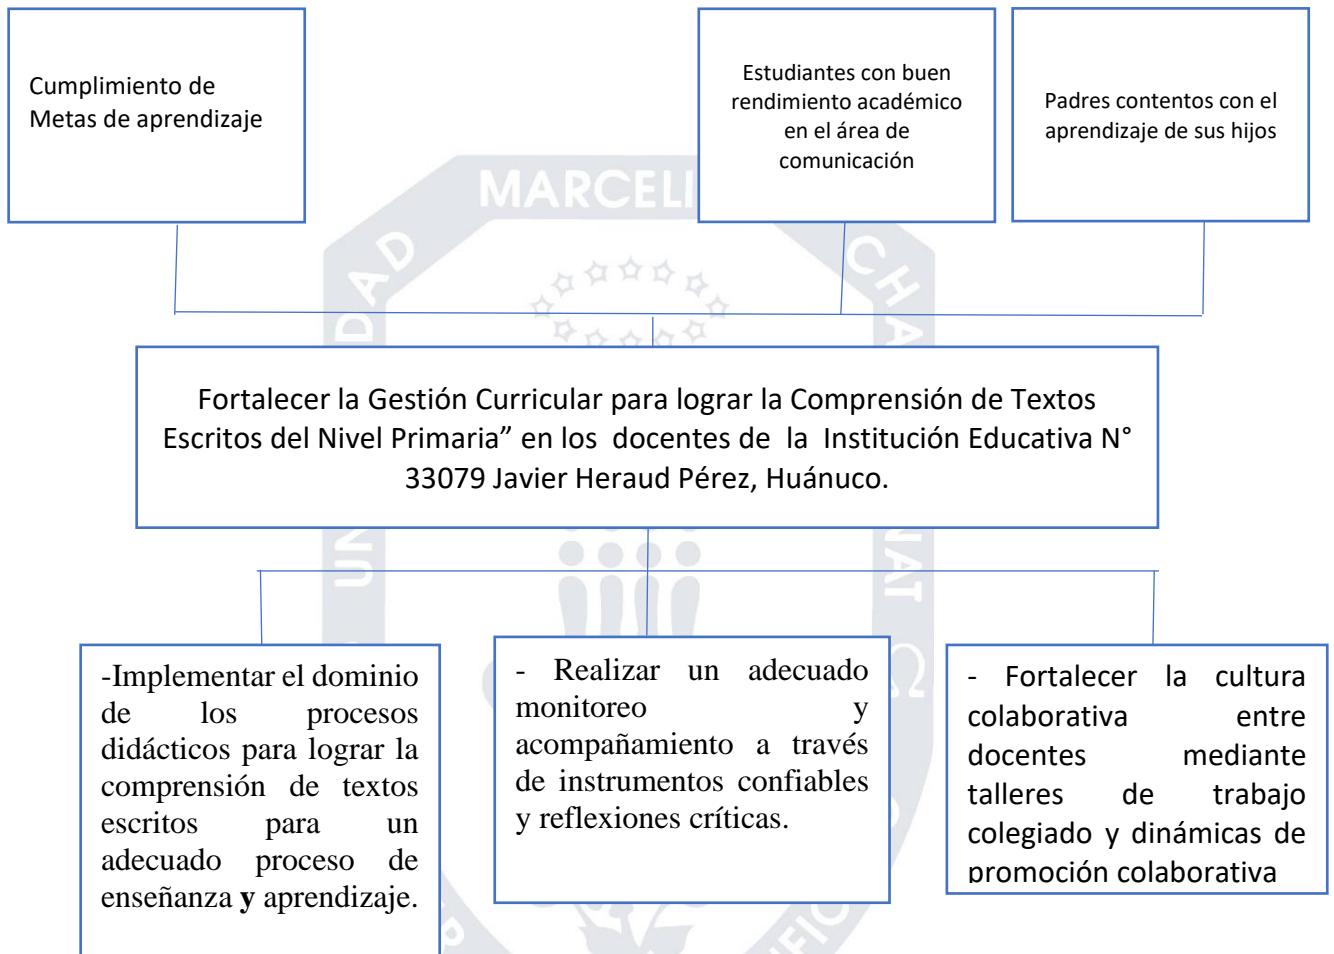 Cumplimiento de
Metas de aprendizaje
Estudiantes con buen
rendimiento académico
en el área de
comunicación
Padres contentos con el
aprendizaje de sus hijos
MARCELI
Fortalecer la Gestión Curricular para lograr la Comprensión de Textos
Escritos del Nivel Primaria” en los docentes de la Institución Educativa N°
33079 Javier Heraud Pérez, Huánuco.
-Implementar el dominio
de los procesos
didácticos para lograr la
comprensión de textos
escritos para un
adecuado proceso de
enseñanza y aprendizaje.
- Realizar un adecuado
monitoreo y
acompañamiento a través
de instrumentos confiables
y reflexiones críticas.
- Fortalecer la cultura
colaborativa entre
docentes mediante
talleres de trabajo
colegiado y dinámicas de
promoción colaborativa